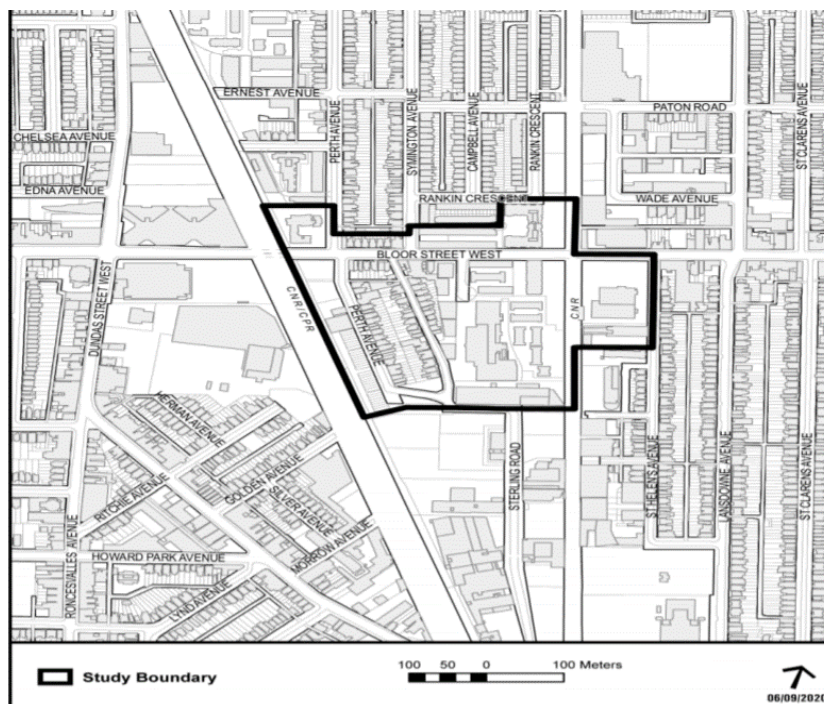 ERNEST AVENUE
PATON ROAD
CHELSEA AVENUE
PERTH AVENUE
SYMINGTON AVENUE
CAMPBELL AVENUE
RANKIN CRESCENT
ST CLARENS AVENUE
EDNA AVENUE
RANKIN CRESCENT
WADE AVENUE
BLOOR STREET WEST
DUNDAS STREET WEST
CNR/CPR
PERTH AVENUE
CNR
HERMAN AVENUE
RITCHIE AVENUE
GOLDEN AVENUE
SILVER AVENUE
MORROW AVENUE
STERLING ROAD
ST HELENS AVENUE
LANSDOWNE AVENUE
ST CLARENS AVENUE
RONCESVALLES AVENUE
HOWARD PARK AVENUE
LYND AVENUE
Study Boundary
100 50 0 100 Meters
06/09/2020